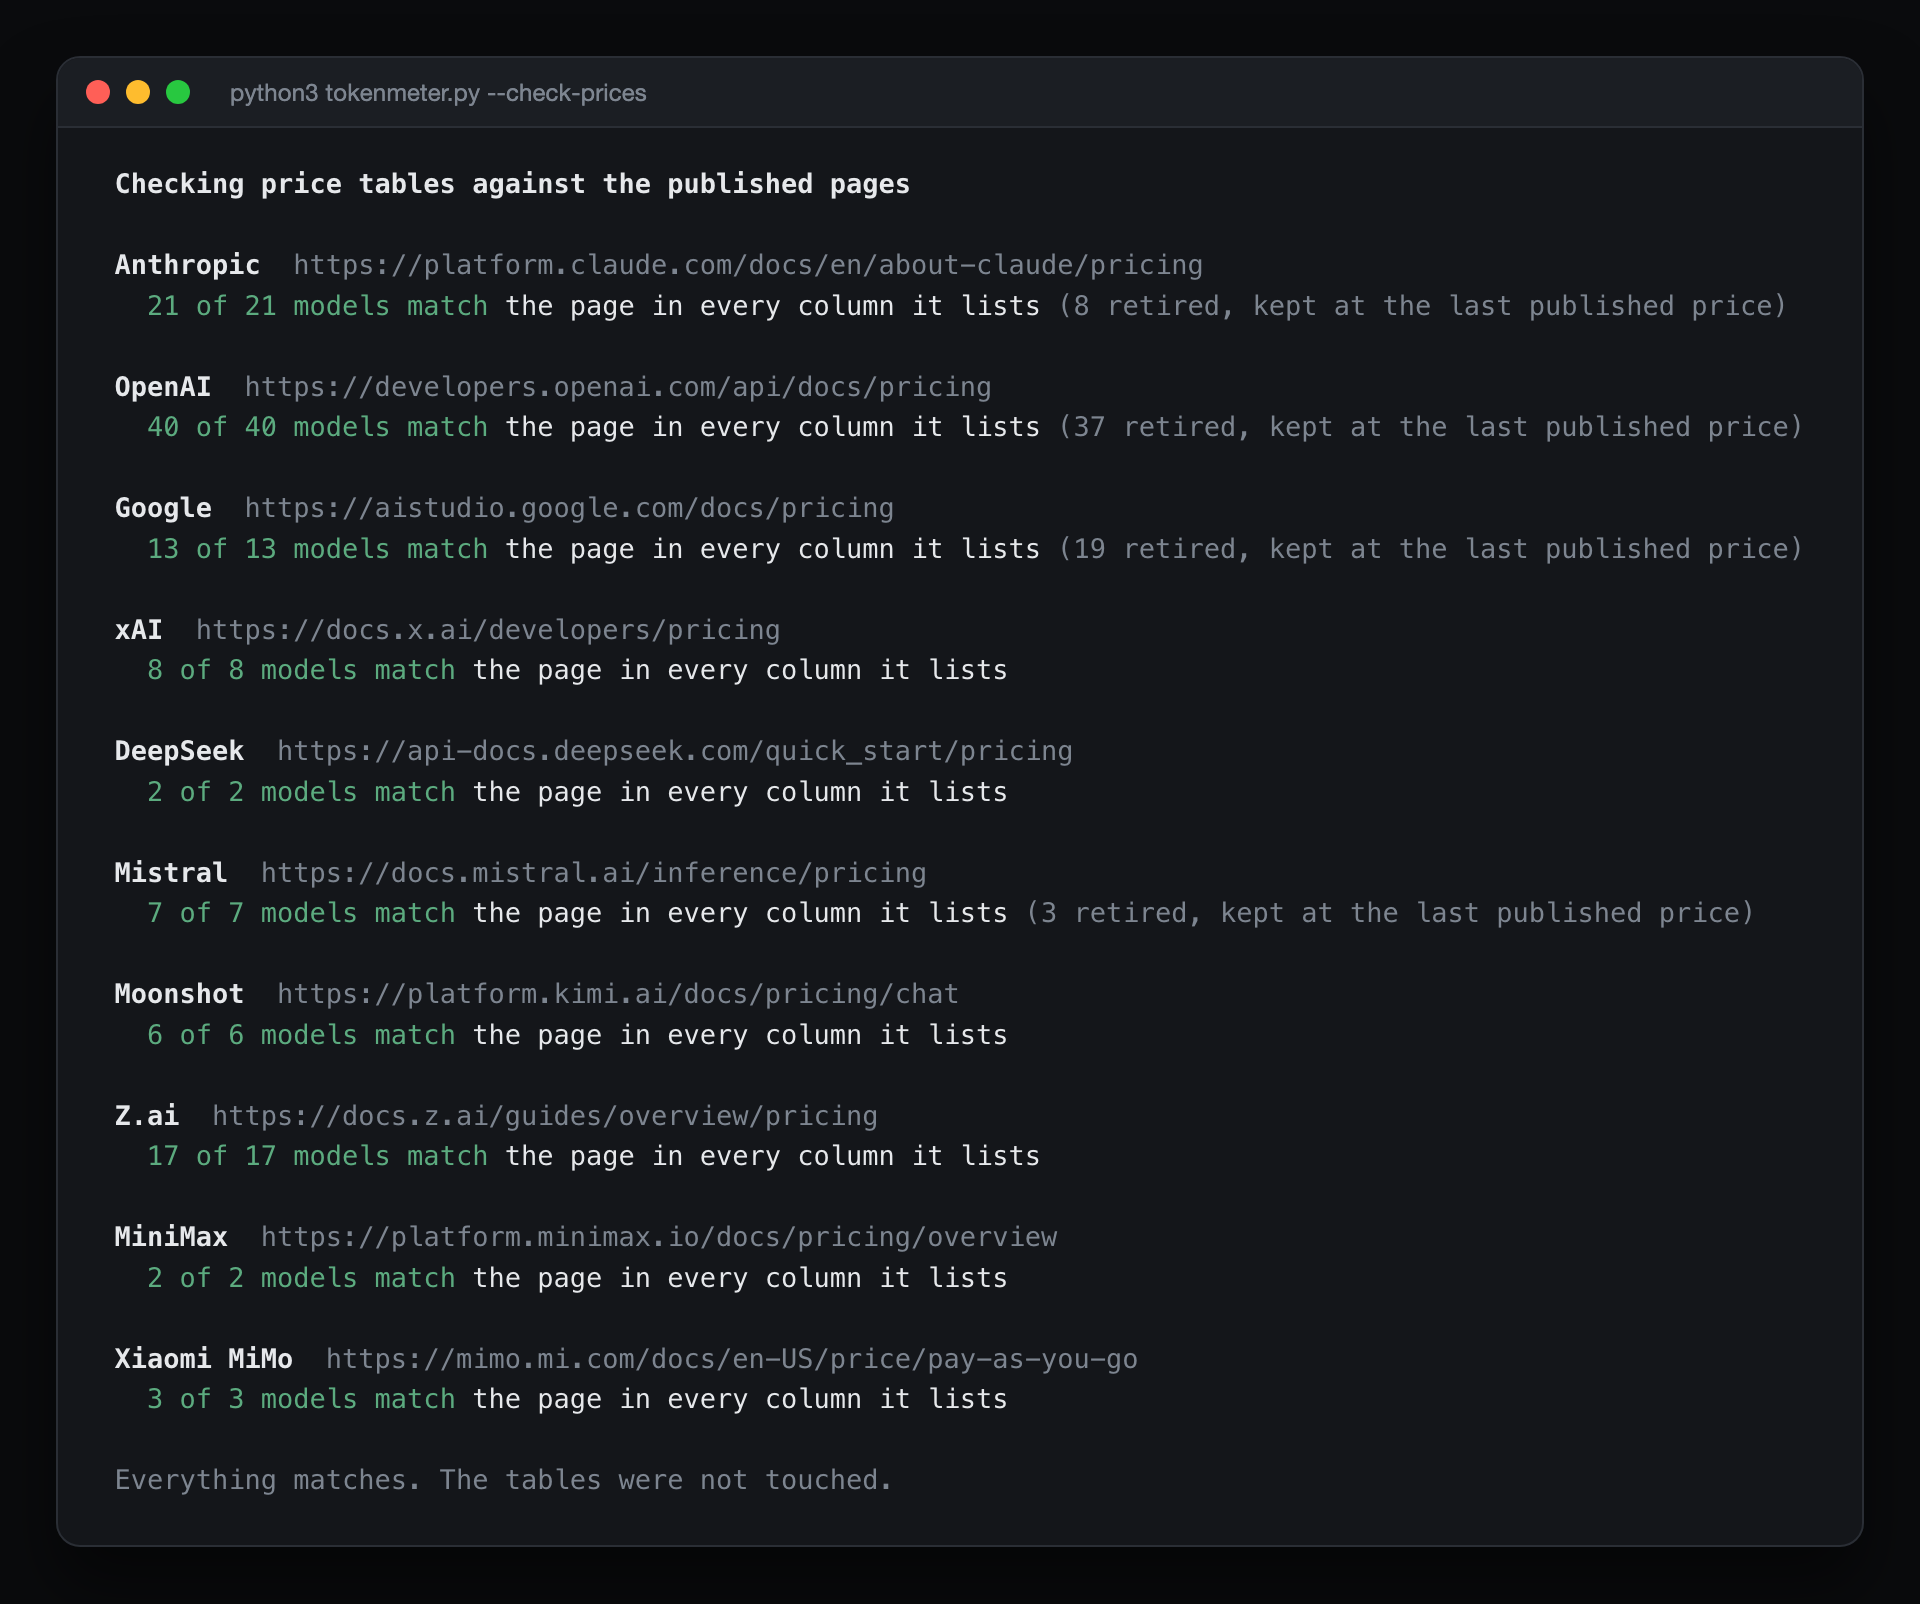 python3 tokenmeter.py --check-prices
Checking price tables against the published pages
Anthropic  https://platform.claude.com/docs/en/about-claude/pricing
21 of 21 models match the page in every column it lists (8 retired, kept at the last published price)
OpenAI  https://developers.openai.com/api/docs/pricing
40 of 40 models match the page in every column it lists (37 retired, kept at the last published price)
Google  https://aistudio.google.com/docs/pricing
13 of 13 models match the page in every column it lists (19 retired, kept at the last published price)
xAI  https://docs.x.ai/developers/pricing
8 of 8 models match the page in every column it lists
DeepSeek  https://api-docs.deepseek.com/quick_start/pricing
2 of 2 models match the page in every column it lists
Mistral  https://docs.mistral.ai/inference/pricing
7 of 7 models match the page in every column it lists (3 retired, kept at the last published price)
Moonshot  https://platform.kimi.ai/docs/pricing/chat
6 of 6 models match the page in every column it lists
Z.ai  https://docs.z.ai/guides/overview/pricing
17 of 17 models match the page in every column it lists
MiniMax  https://platform.minimax.io/docs/pricing/overview
2 of 2 models match the page in every column it lists
Xiaomi MiMo  https://mimo.mi.com/docs/en-US/price/pay-as-you-go
3 of 3 models match the page in every column it lists
Everything matches. The tables were not touched.